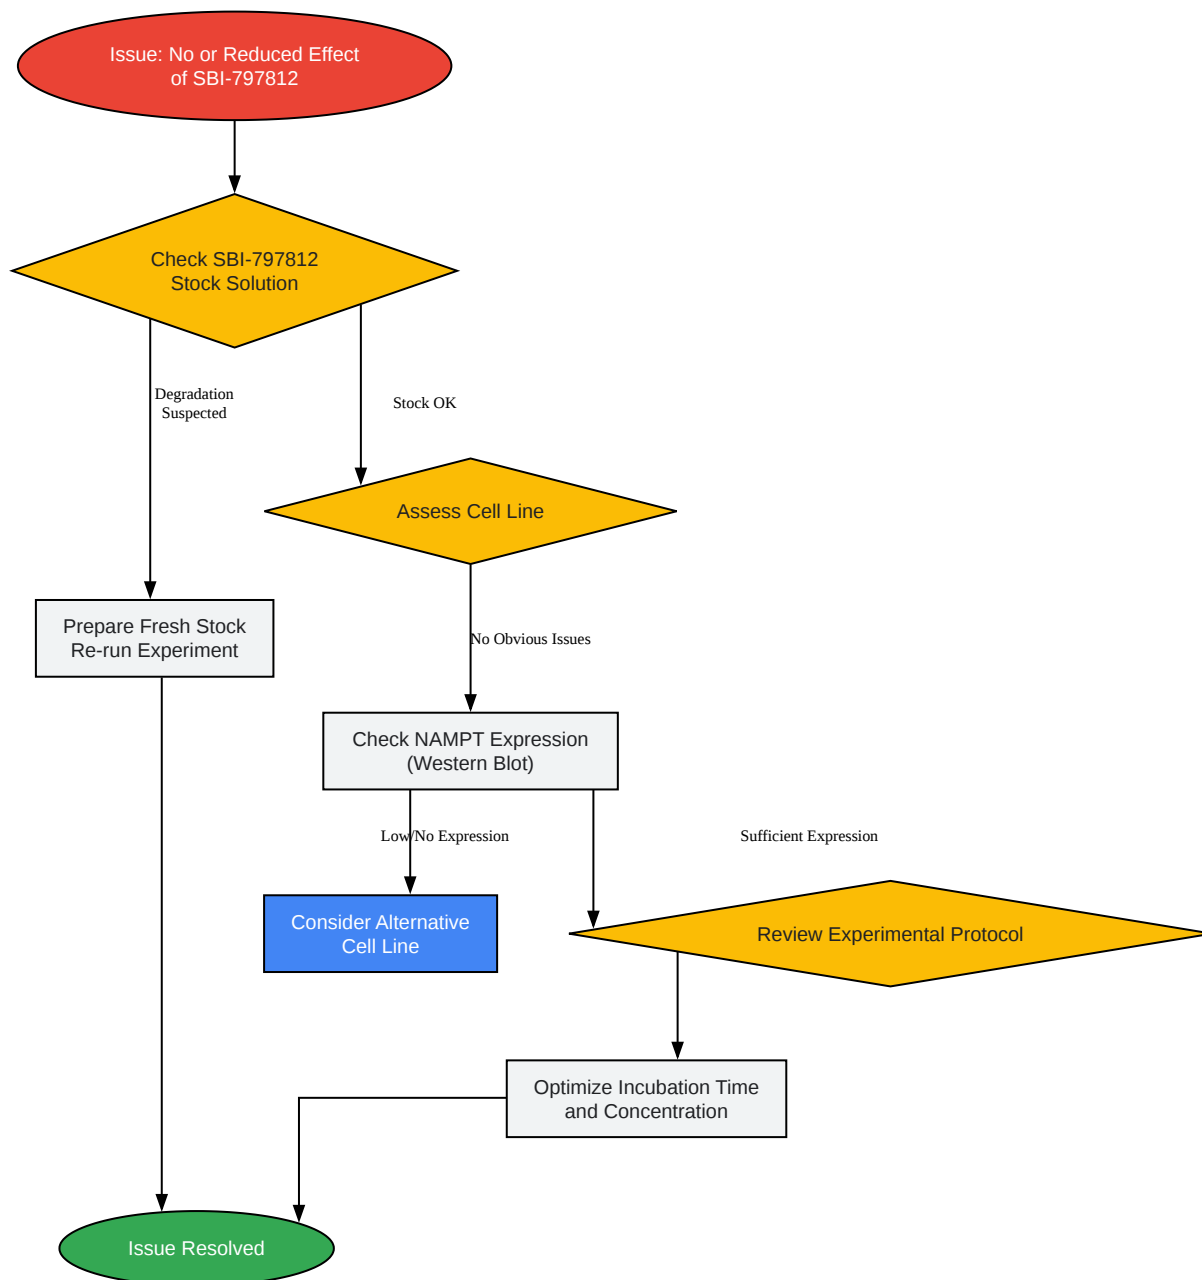 Issue: No or Reduced Effect
of SBI-797812
Check SBI-797812
Stock Solution
Degradation
Suspected
Stock OK
Assess Cell Line
Prepare Fresh Stock
Re-run Experiment
No Obvious Issues
Check NAMPT Expression
(Western Blot)
Low/No Expression
Sufficient Expression
Consider Alternative
Cell Line
Review Experimental Protocol
Optimize Incubation Time
and Concentration
Issue Resolved